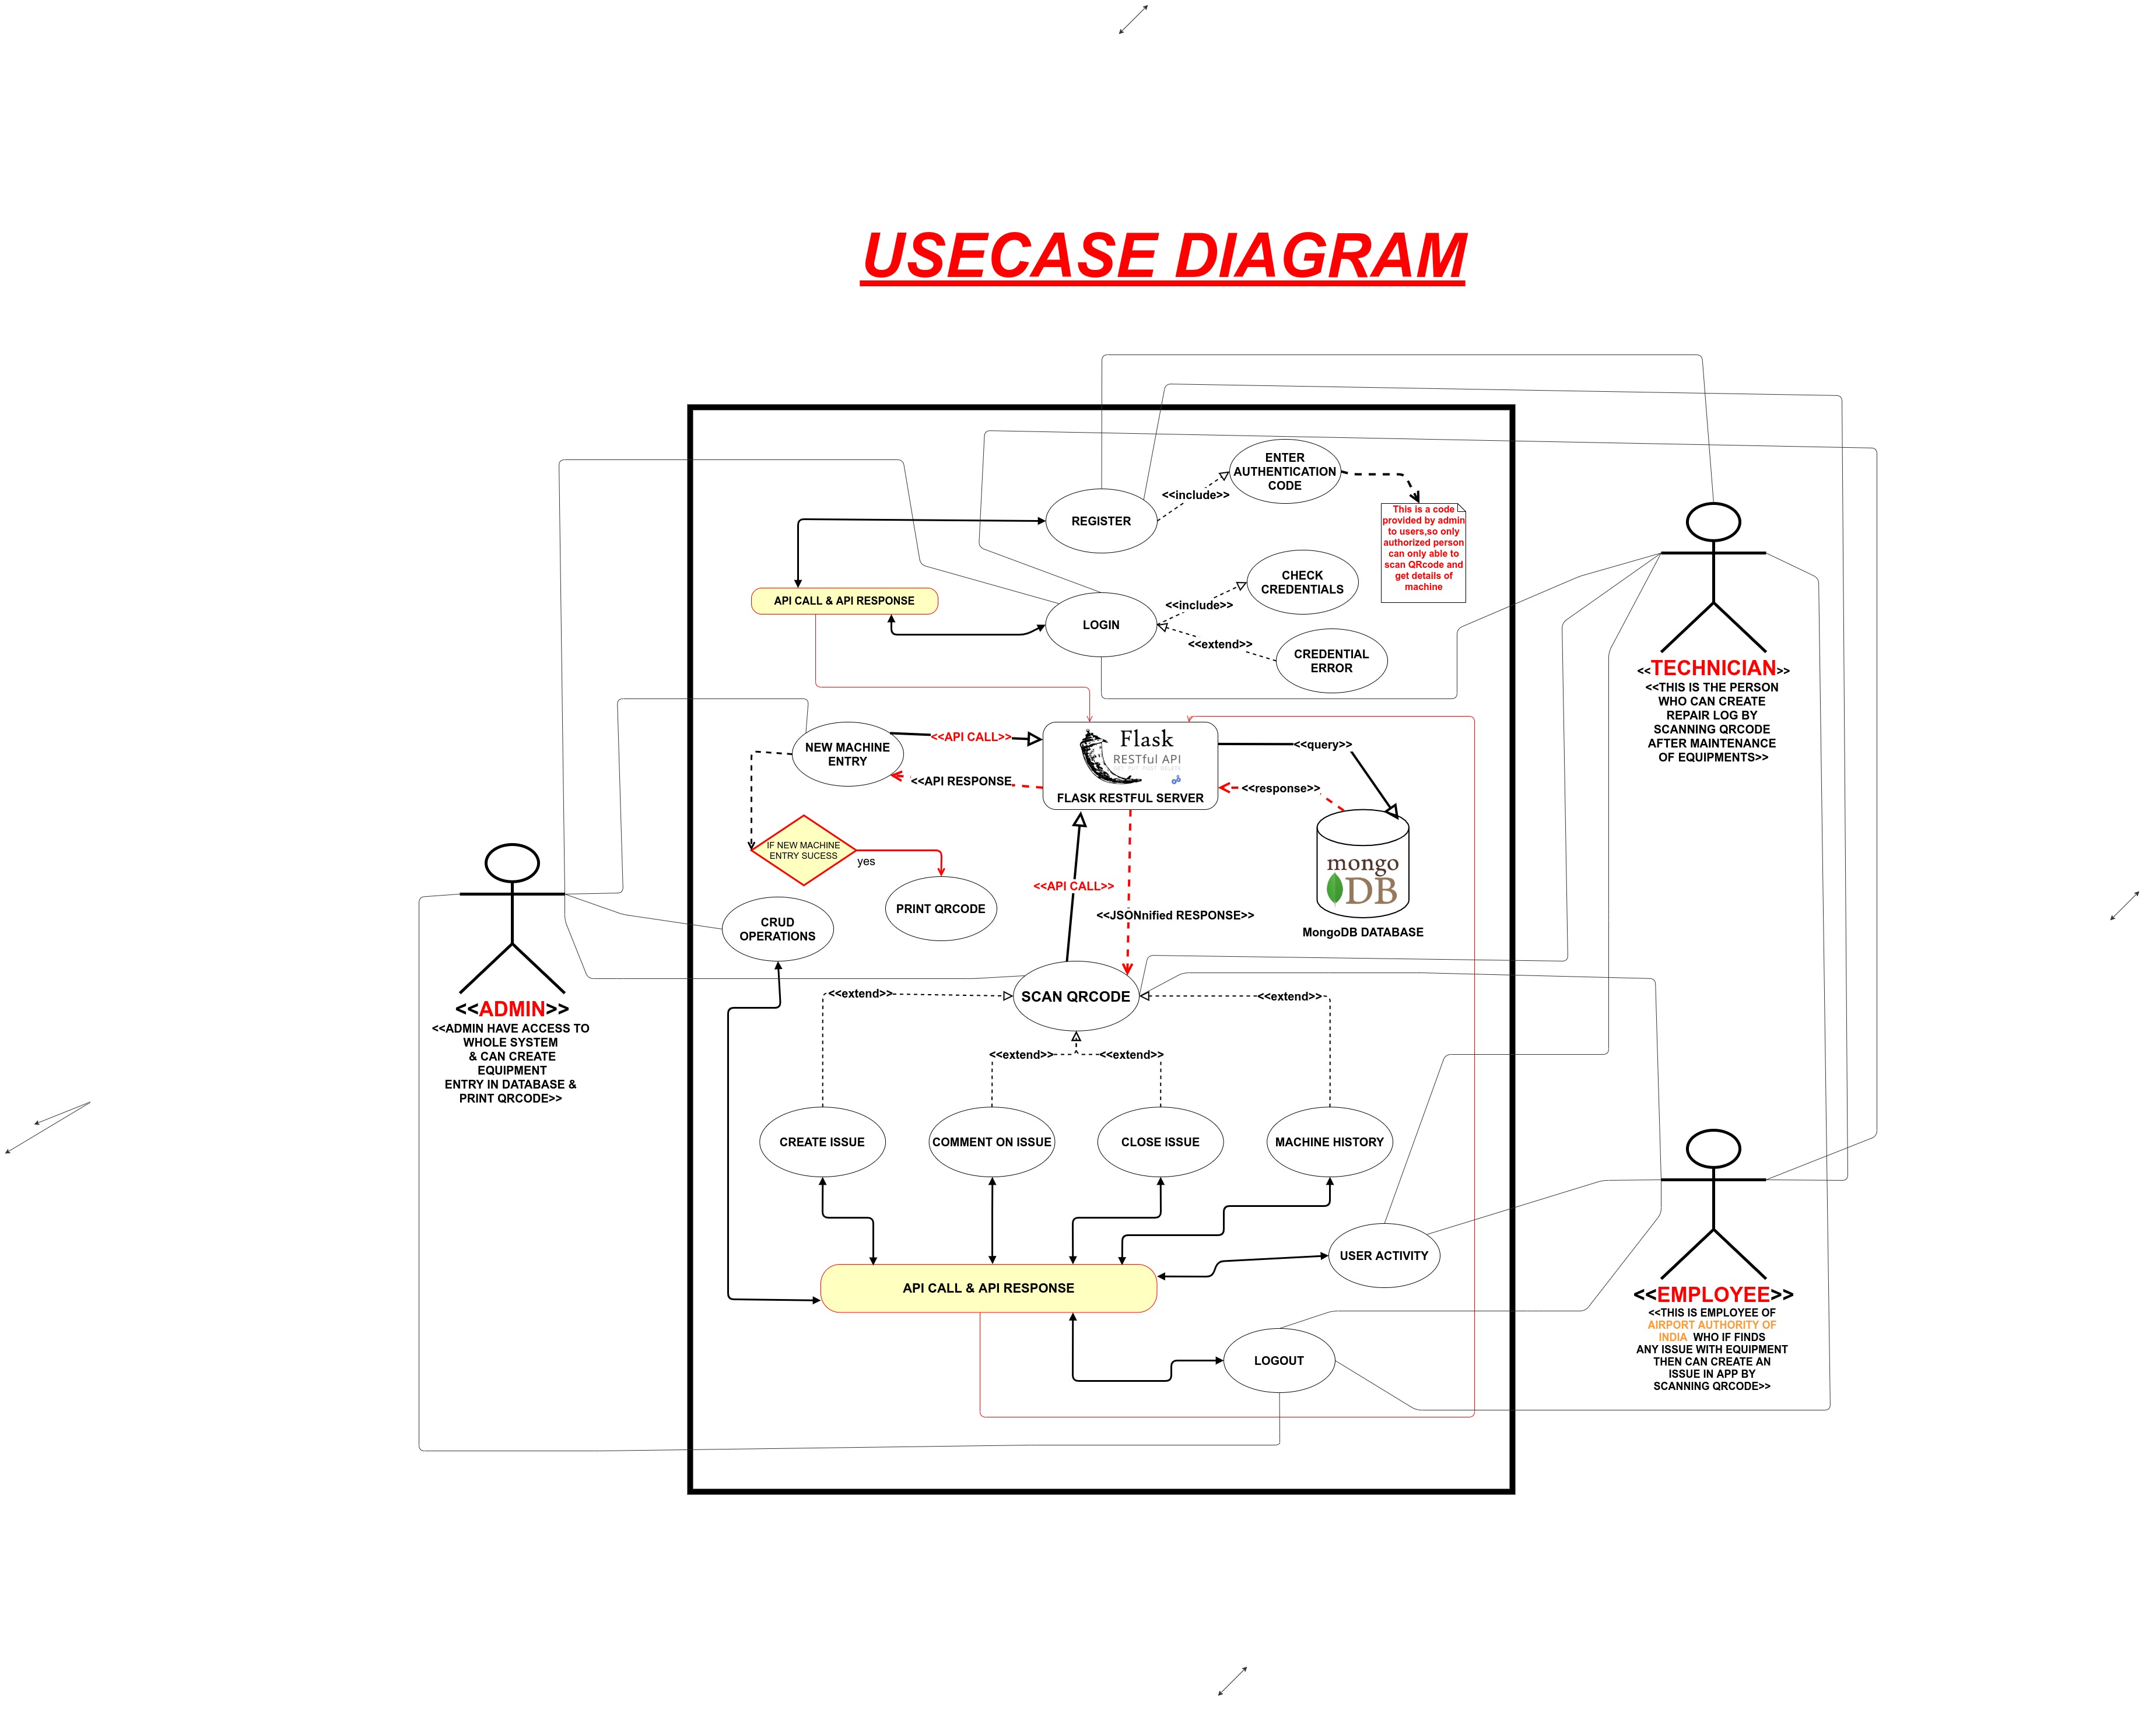 USECASE DIAGRAM
ENTER
AUTHENTICATION
CODE
<<include>>
REGISTER
This is a code
provided by admin
to users,so only
authorized person
can only able to
scan QRcode and
get details of
machine
CHECK
CREDENTIALS
API CALL & API RESPONSE
<<include>>
LOGIN
<<extend>>
CREDENTIAL
ERROR
<<TECHNICIAN>>
<<THIS IS THE PERSON
WHO CAN CREATE
REPAIR LOG BY
SCANNING QRCODE
AFTER MAINTENANCE
OF EQUIPMENTS>>
NEW MACHINE
ENTRY
<<API CALL>>
<<API RESPONSE
Flask
RESTful API
FLASK RESTFUL SERVER
<<query>>
<<response>>
IF NEW MACHINE
ENTRY SUCESS
yes
PRINT QRCODE
mongo
DB
MongoDB DATABASE
<<API CALL>>
<<JSONnified RESPONSE>>
CRUD
OPERATIONS
<<ADMIN>>
<<ADMIN HAVE ACCESS TO
WHOLE SYSTEM
& CAN CREATE
EQUIPMENT
ENTRY IN DATABASE &
PRINT QRCODE>>
<<extend>>
SCAN QRCODE
<<extend>>
<<extend>>
<<extend>>
CREATE ISSUE
COMMENT ON ISSUE
CLOSE ISSUE
MACHINE HISTORY
USER ACTIVITY
API CALL & API RESPONSE
LOGOUT
<<EMPLOYEE>>
<<THIS IS EMPLOYEE OF
AIRPORT AUTHORITY OF
INDIA WHO IF FINDS
ANY ISSUE WITH EQUIPMENT
THEN CAN CREATE AN
ISSUE IN APP BY
SCANNING QRCODE>>